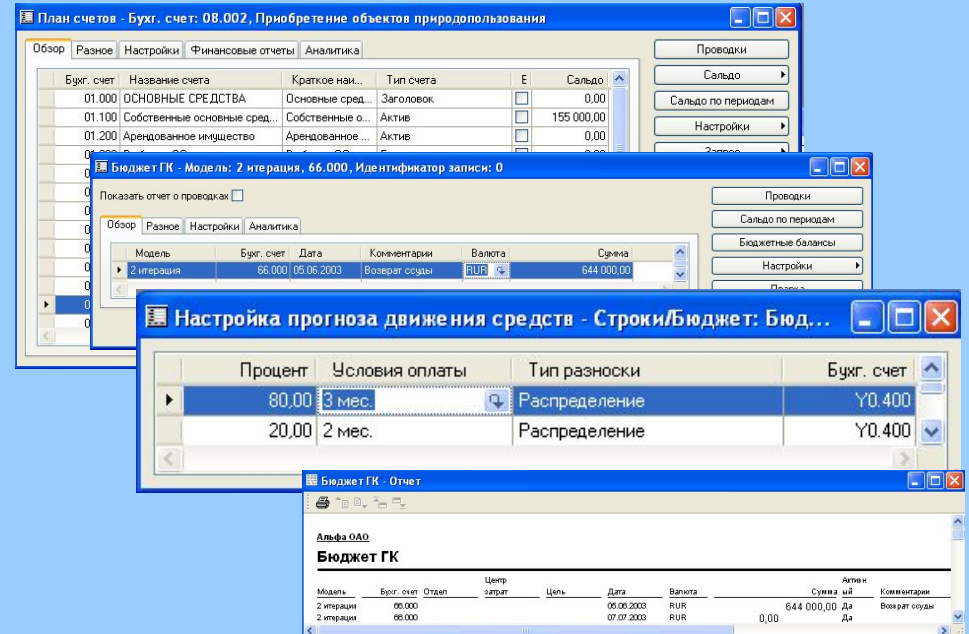 План счетов - Бухг. счет: 08.002, Приобретение объектов природопользования
Обзор Разное Настройки Финансовые отчеты Аналитика
Проводки
Сальдо
Сальдо по периодам
Настройки
Запрос
Бухг. счет Название счета Краткое наи... Тип счета Е Сальдо
01.000 ОСНОВНЫЕ СРЕДСТВА Основные сред... Заголовок 0,00
01.100 Собственные основные сред... Собственные о... Актив 155 000,00
01.200 Арендованное имущество Арендованное ... Актив 0,00
Бюджет ГК - Модель: 2 итерация, 66.000, Идентификатор записи: 0
Показать отчет о проводках
Обзор Разное Настройки Аналитика
Проводки
Сальдо по периодам
Бюджетные балансы
Настройки
Правка
Модель Бухг. счет Дата Комментарии Валюта Сумма
2 итерация 66.000 05.06.2003 Возврат ссуды RUR 644 000,00
Настройка прогноза движения средств - Строки/Бюджет: Бюд...
Процент Условия оплаты Тип разноски Бухг. счет
80,00 3 мес. Распределение Y0.400
20,00 2 мес. Распределение Y0.400
Бюджет ГК - Отчет
Альфа ОАО
Бюджет ГК
Модель Бухг. счет Отдел Центр затрат Цель Дата Валюта Сумма Активный Комментарии
2 итерация 66.000 05.06.2003 RUR 644 000,00 Да Возврат ссуды
2 итерация 66.000 07.07.2003 RUR 0,00 Да